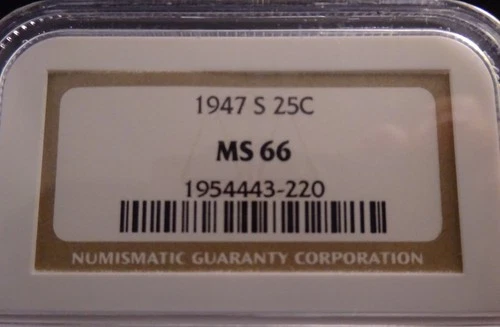 1947 S 25C
MS 66
1954443-220
NUMISMATIC GUARANTY CORPORATION